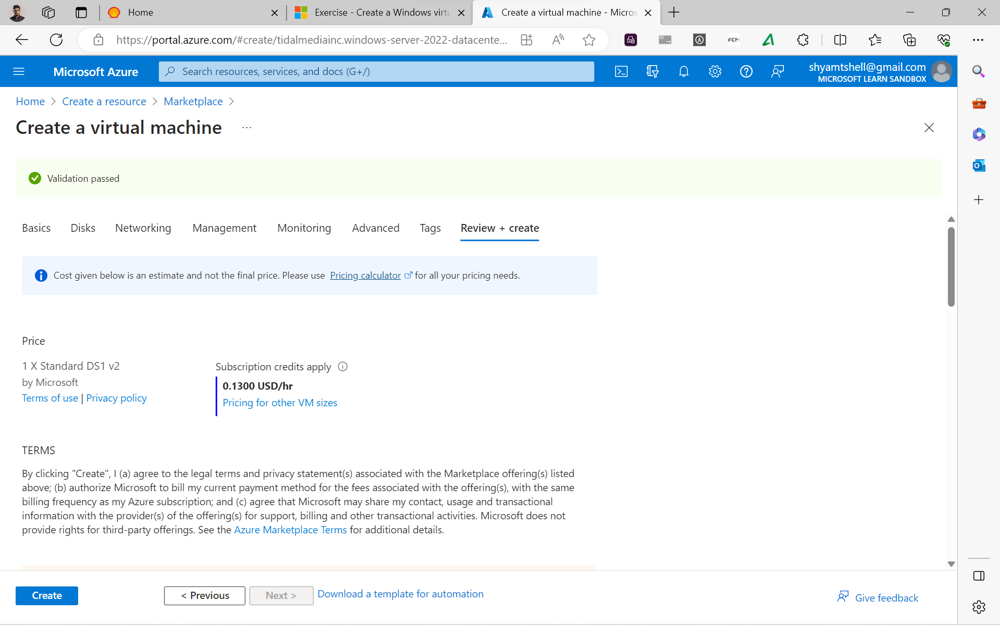 Home
Exercise - Create a Windows virtu
Create a virtual machine - Micros
https://portal.azure.com/#create/tidalmediainc.windows-server-2022-datacente...
FCM
Microsoft Azure
Search resources, services, and docs (G+/)
shyamtshell@gmail.com
MICROSOFT LEARN SANDBOX
Home > Create a resource > Marketplace >
Create a virtual machine ...
Validation passed
Basics Disks Networking Management Monitoring Advanced Tags Review + create
Cost given below is an estimate and not the final price. Please use Pricing calculator for all your pricing needs.
Price
1 X Standard DS1 v2
by Microsoft
Terms of use | Privacy policy
Subscription credits apply
0.1300 USD/hr
Pricing for other VM sizes
TERMS
By clicking "Create", I (a) agree to the legal terms and privacy statement(s) associated with the Marketplace offering(s) listed
above; (b) authorize Microsoft to bill my current payment method for the fees associated with the offering(s), with the same
billing frequency as my Azure subscription; and (c) agree that Microsoft may share my contact, usage and transactional
information with the provider(s) of the offering(s) for support, billing and other transactional activities. Microsoft does not
provide rights for third-party offerings. See the Azure Marketplace Terms for additional details.
Create
< Previous
Next >
Download a template for automation
Give feedback